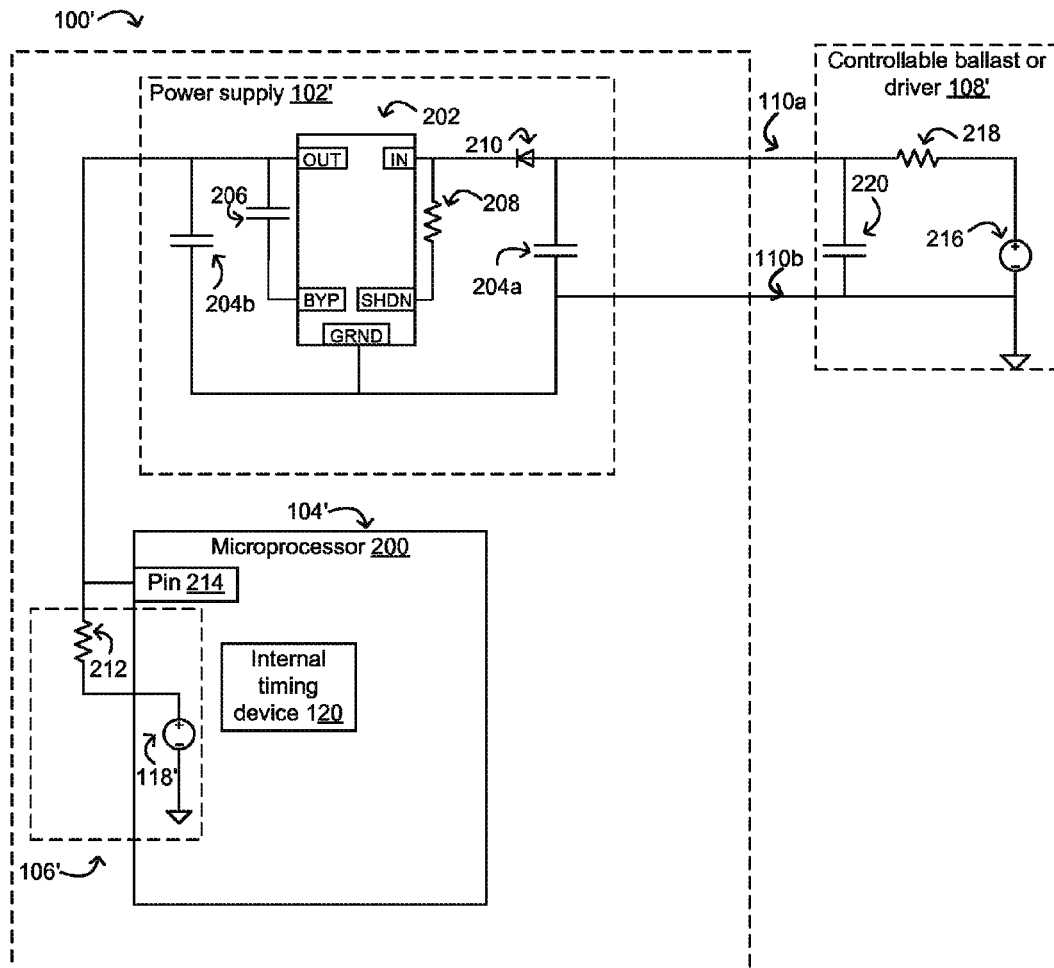 100'
Power supply 102'
202
OUT
IN
210
206
208
204b
BYP
SHDN
GRND
204a
110a
110b
Controllable ballast or
driver 108'
218
220
216
104'
Microprocessor 200
Pin 214
212
Internal
timing
device 120
118'
106'